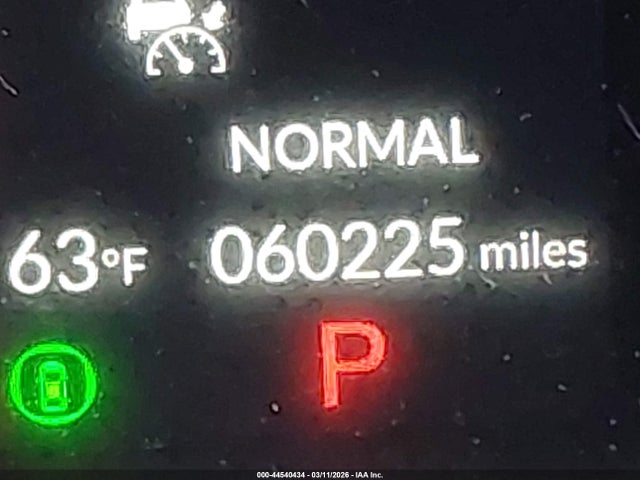 NORMAL
63°F 060225 miles
P
000-44540434 - 03/11/2026 - IAA Inc.